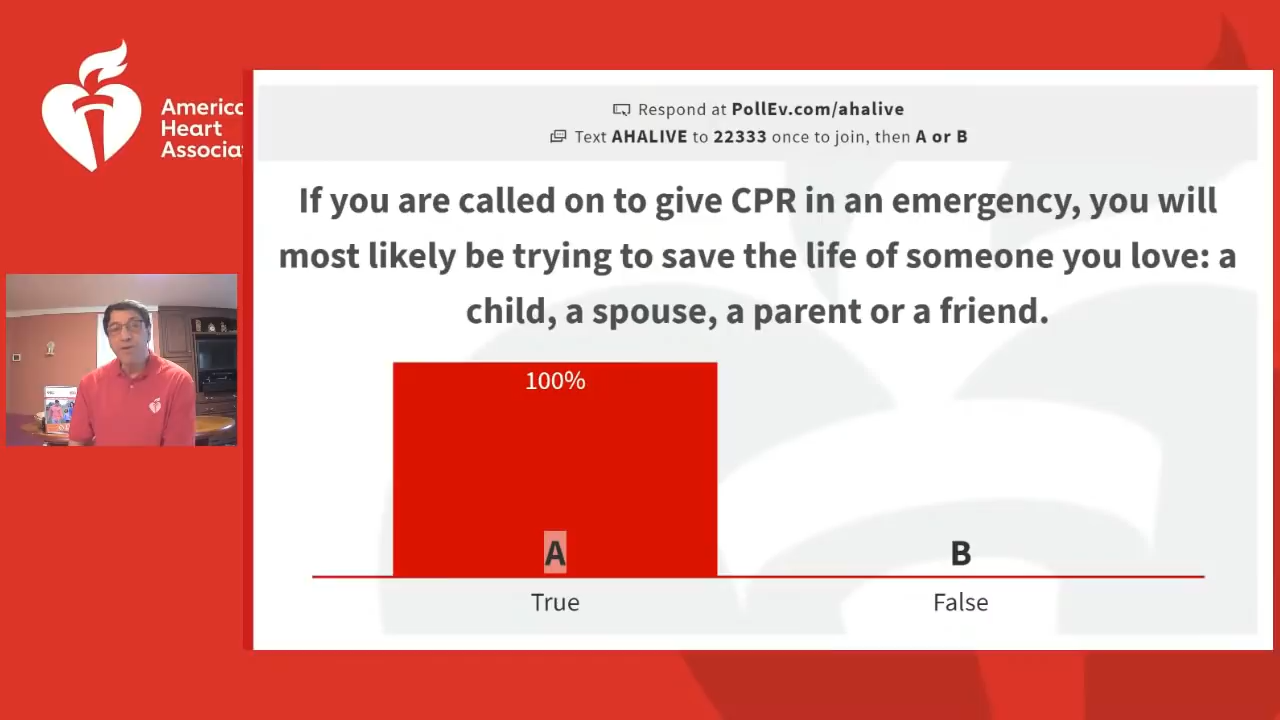 Americ
Heart
Associa
Respond at PollEv.com/ahalive
Text AHALIVE to 22333 once to join, then A or B
If you are called on to give CPR in an emergency, you will
most likely be trying to save the life of someone you love: a
child, a spouse, a parent or a friend.
100%
A
B
True
False